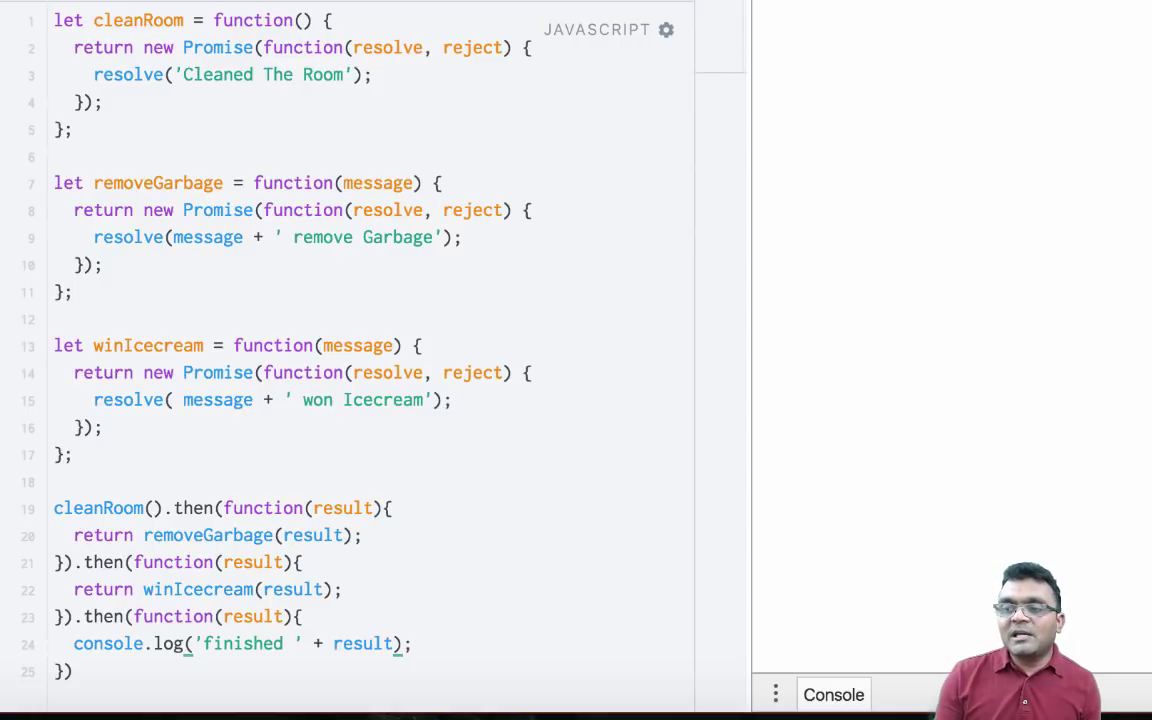 1 let cleanRoom = function() {
JAVASCRIPT
2 return new Promise(function(resolve, reject) {
3 resolve('Cleaned The Room');
4 });
5 };
6
7 let removeGarbage = function(message) {
8 return new Promise(function(resolve, reject) {
9 resolve(message + ' remove Garbage');
10 });
11 };
12
13 let winIcecream = function(message) {
14 return new Promise(function(resolve, reject) {
15 resolve( message + ' won Icecream');
16 });
17 };
18
19 cleanRoom().then(function(result){
20 return removeGarbage(result);
21 }).then(function(result){
22 return winIcecream(result);
23 }).then(function(result){
24 console.log('finished ' + result);
25 })
Console